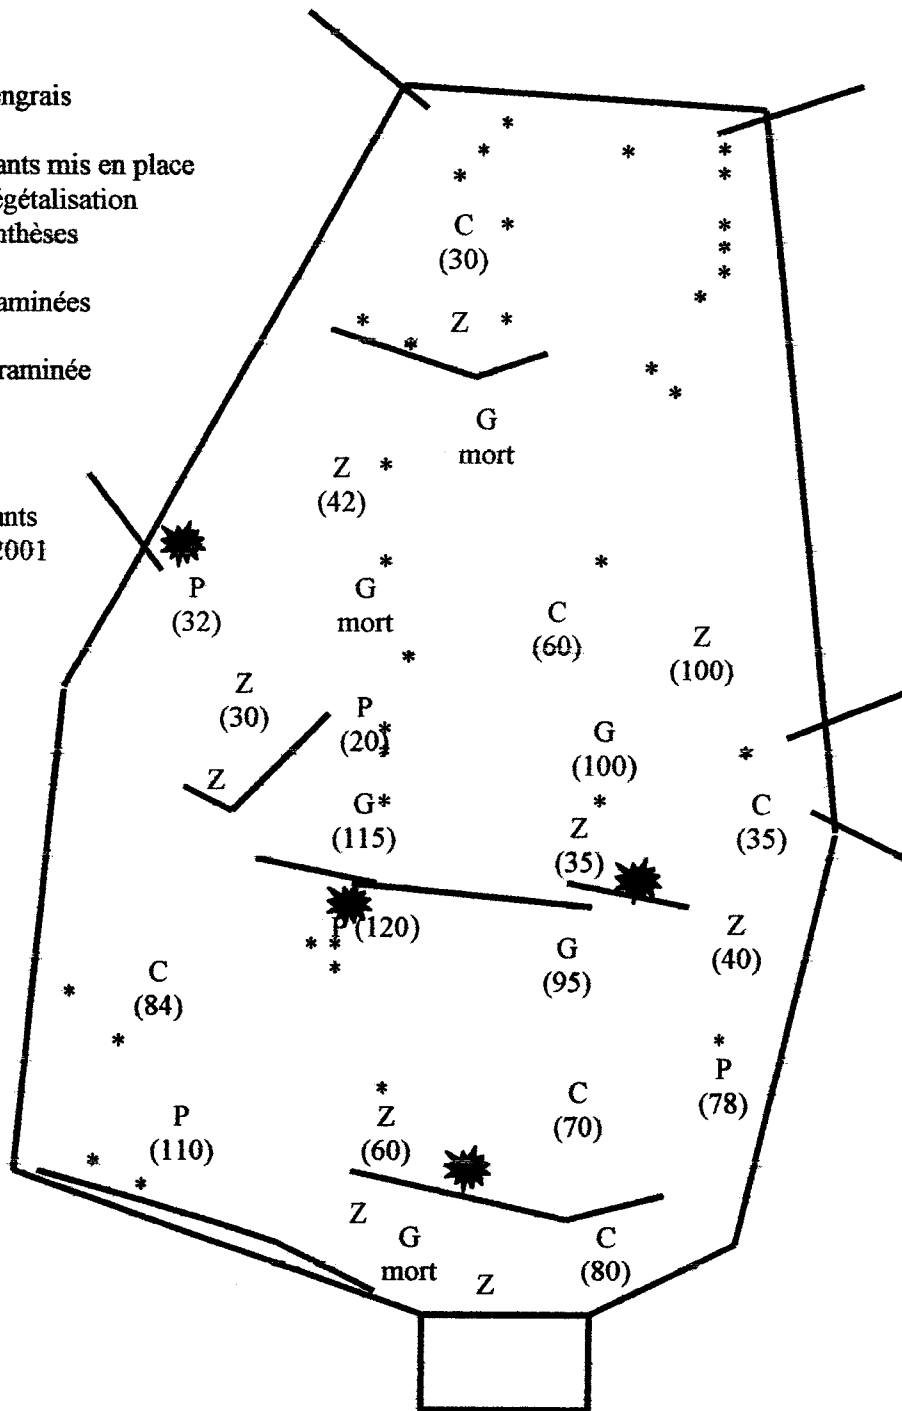 engrais
ants mis en place
égétalisation
nthèses
aminées
raminée
ants
2001
*
* * *
* *
C *
(30)
*
*
*
*
* Z *
*
*
*
G
mort
Z *
(42)
* *
P
(32)
G
mort
C
(60)
Z
(100)
*
Z
(30)
P
(20)
*
*
G
(100)
*
Z
G*
(115)
*
Z
(35)
C
(35)
P (120)
* *
*
G
(95)
Z
(40)
C
(84)
*
*
*
P
(78)
*
P
(110)
Z
(60)
C
(70)
*
*
Z
G
mort
C
(80)
Z